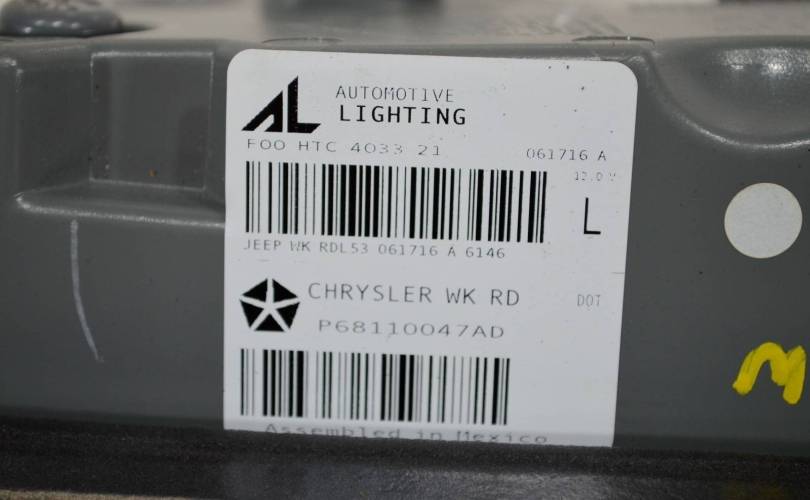 AL AUTOMOTIVE
LIGHTING
FOO HTC 4033 21 061716 A
12.0 V
L
JEEP WK RDL53 061716 A 6146
CHRYSLER WK RD DOT
P68110047AD
Assembled in Mexico
M